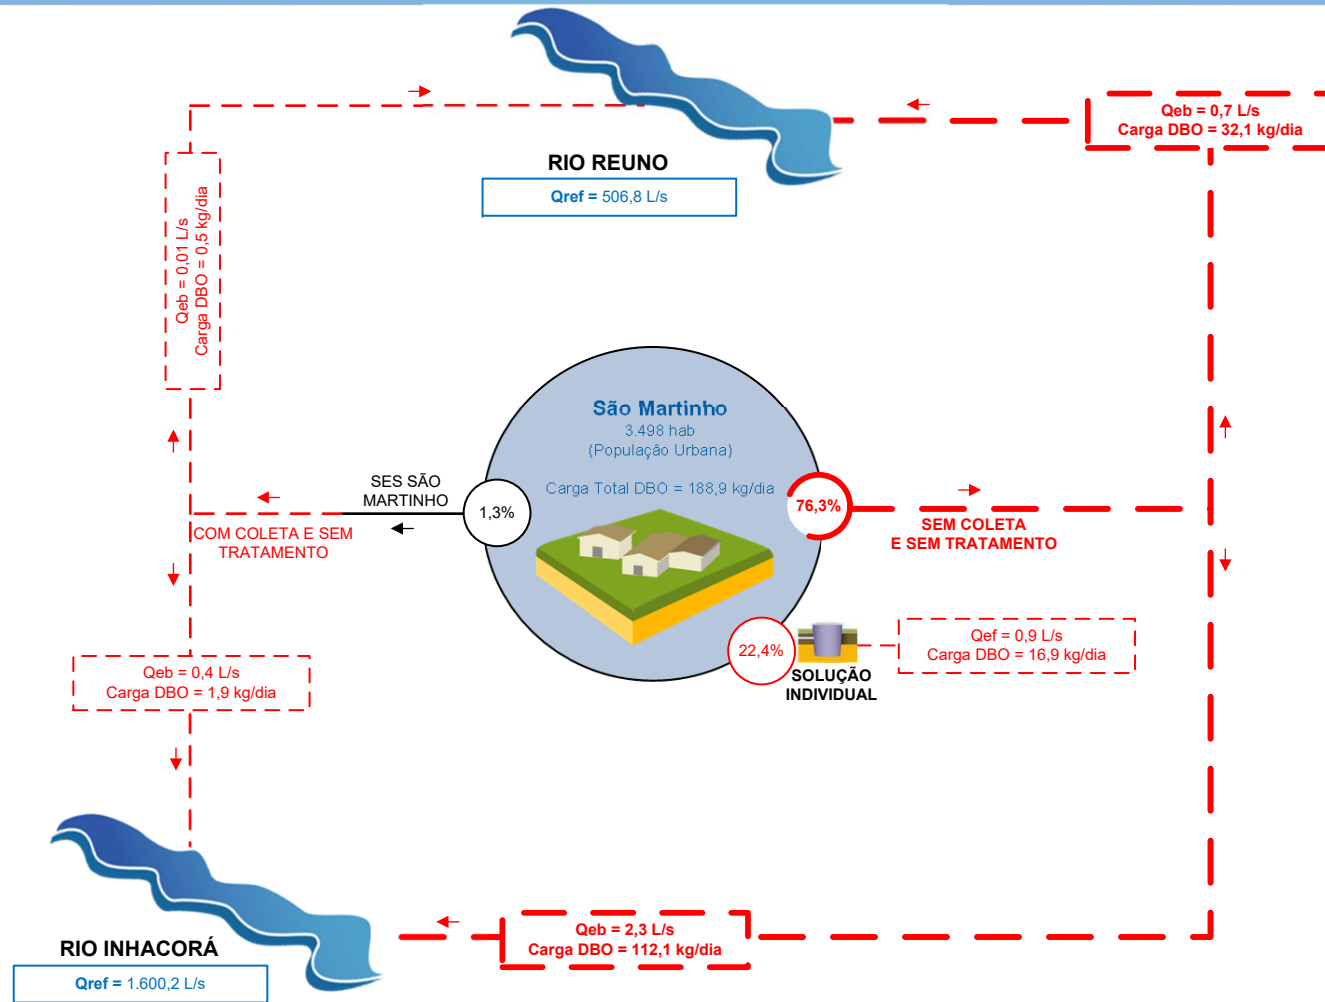 Qeb = 0,7 L/s
Carga DBO = 32,1 kg/dia
RIO REUNO
Qref = 506,8 L/s
Qeb = 0,01 L/s
Carga DBO = 0,5 kg/dia
São Martinho
3.498 hab
(População Urbana)
Carga Total DBO = 188,9 kg/dia
SES SÃO
MARTINHO
1,3%
76,3%
COM COLETA E SEM
TRATAMENTO
SEM COLETA
E SEM TRATAMENTO
22,4%
SOLUÇÃO
INDIVIDUAL
Qef = 0,9 L/s
Carga DBO = 16,9 kg/dia
Qeb = 0,4 L/s
Carga DBO = 1,9 kg/dia
RIO INHACORÁ
Qref = 1.600,2 L/s
Qeb = 2,3 L/s
Carga DBO = 112,1 kg/dia